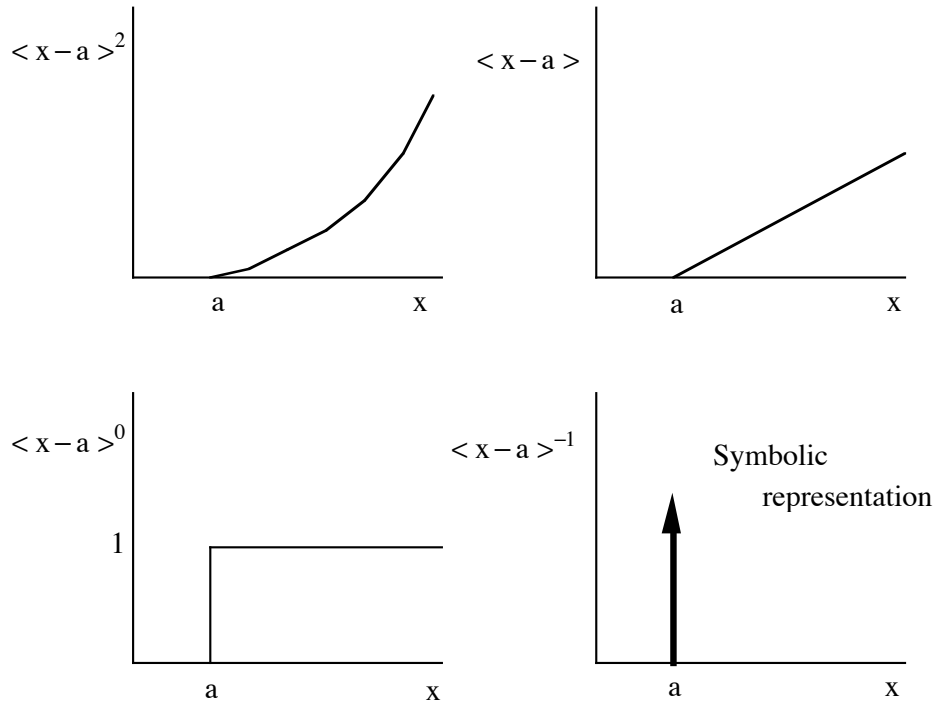 < x – a >²
a
x
< x – a >
a
x
< x – a >⁰
1
a
x
< x – a >⁻¹
Symbolic
representation
a
x